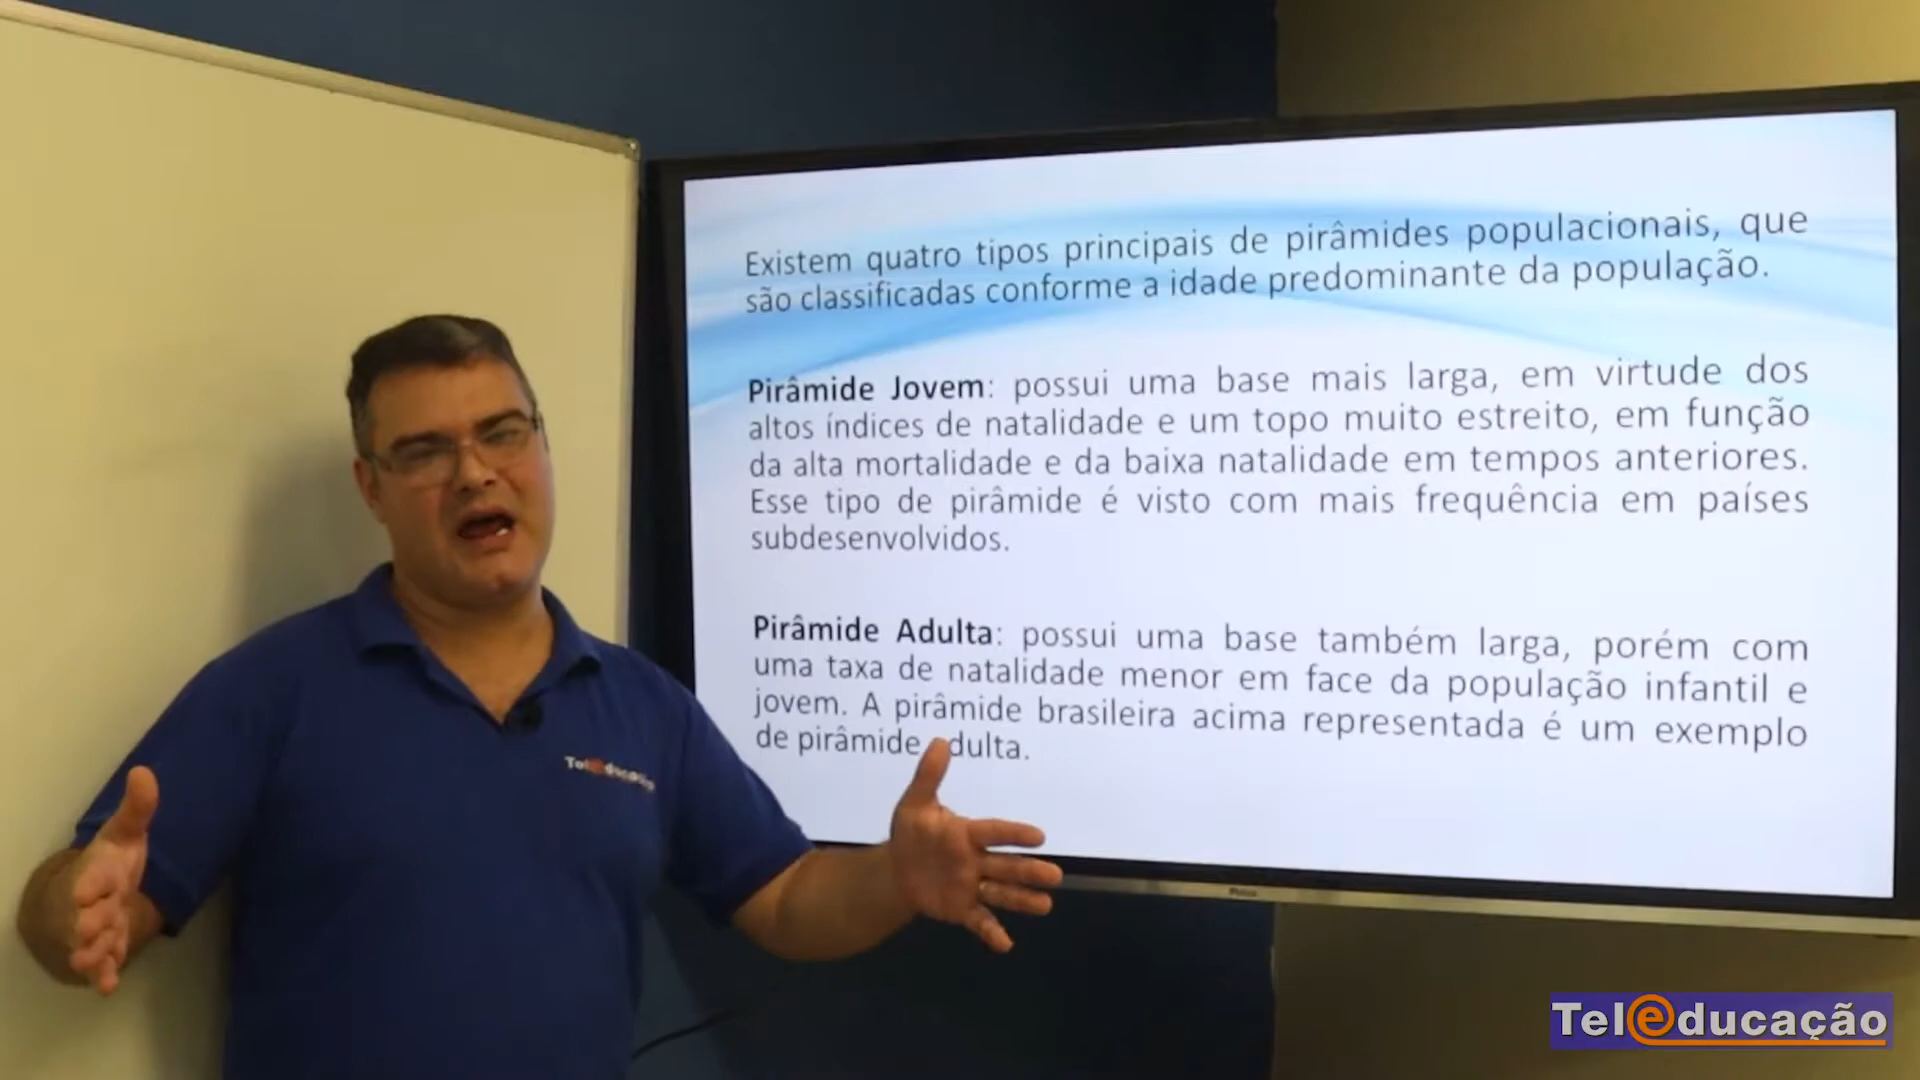 Existem quatro tipos principais de pirâmides populacionais, que
são classificadas conforme a idade predominante da população.
Pirâmide Jovem: possui uma base mais larga, em virtude dos
altos índices de natalidade e um topo muito estreito, em função
da alta mortalidade e da baixa natalidade em tempos anteriores.
Esse tipo de pirâmide é visto com mais frequência em países
subdesenvolvidos.
Pirâmide Adulta: possui uma base também larga, porém com
uma taxa de natalidade menor em face da população infantil e
jovem. A pirâmide brasileira acima representada é um exemplo
de pirâmide adulta.
Teleducação
Teleducação